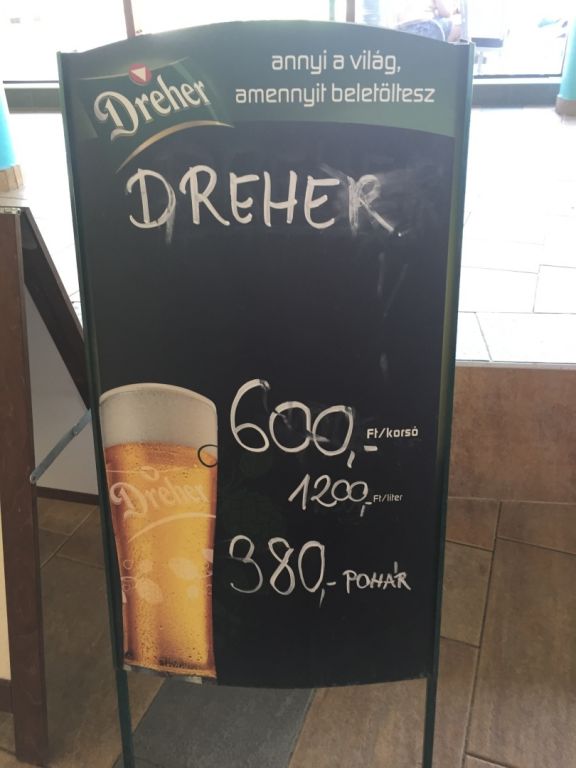 Dreher
annyi a világ,
amennyit beletöltesz
DREHER
600,- Ft/korsó
1200,- Ft/liter
Dreher
380,- POHÁR